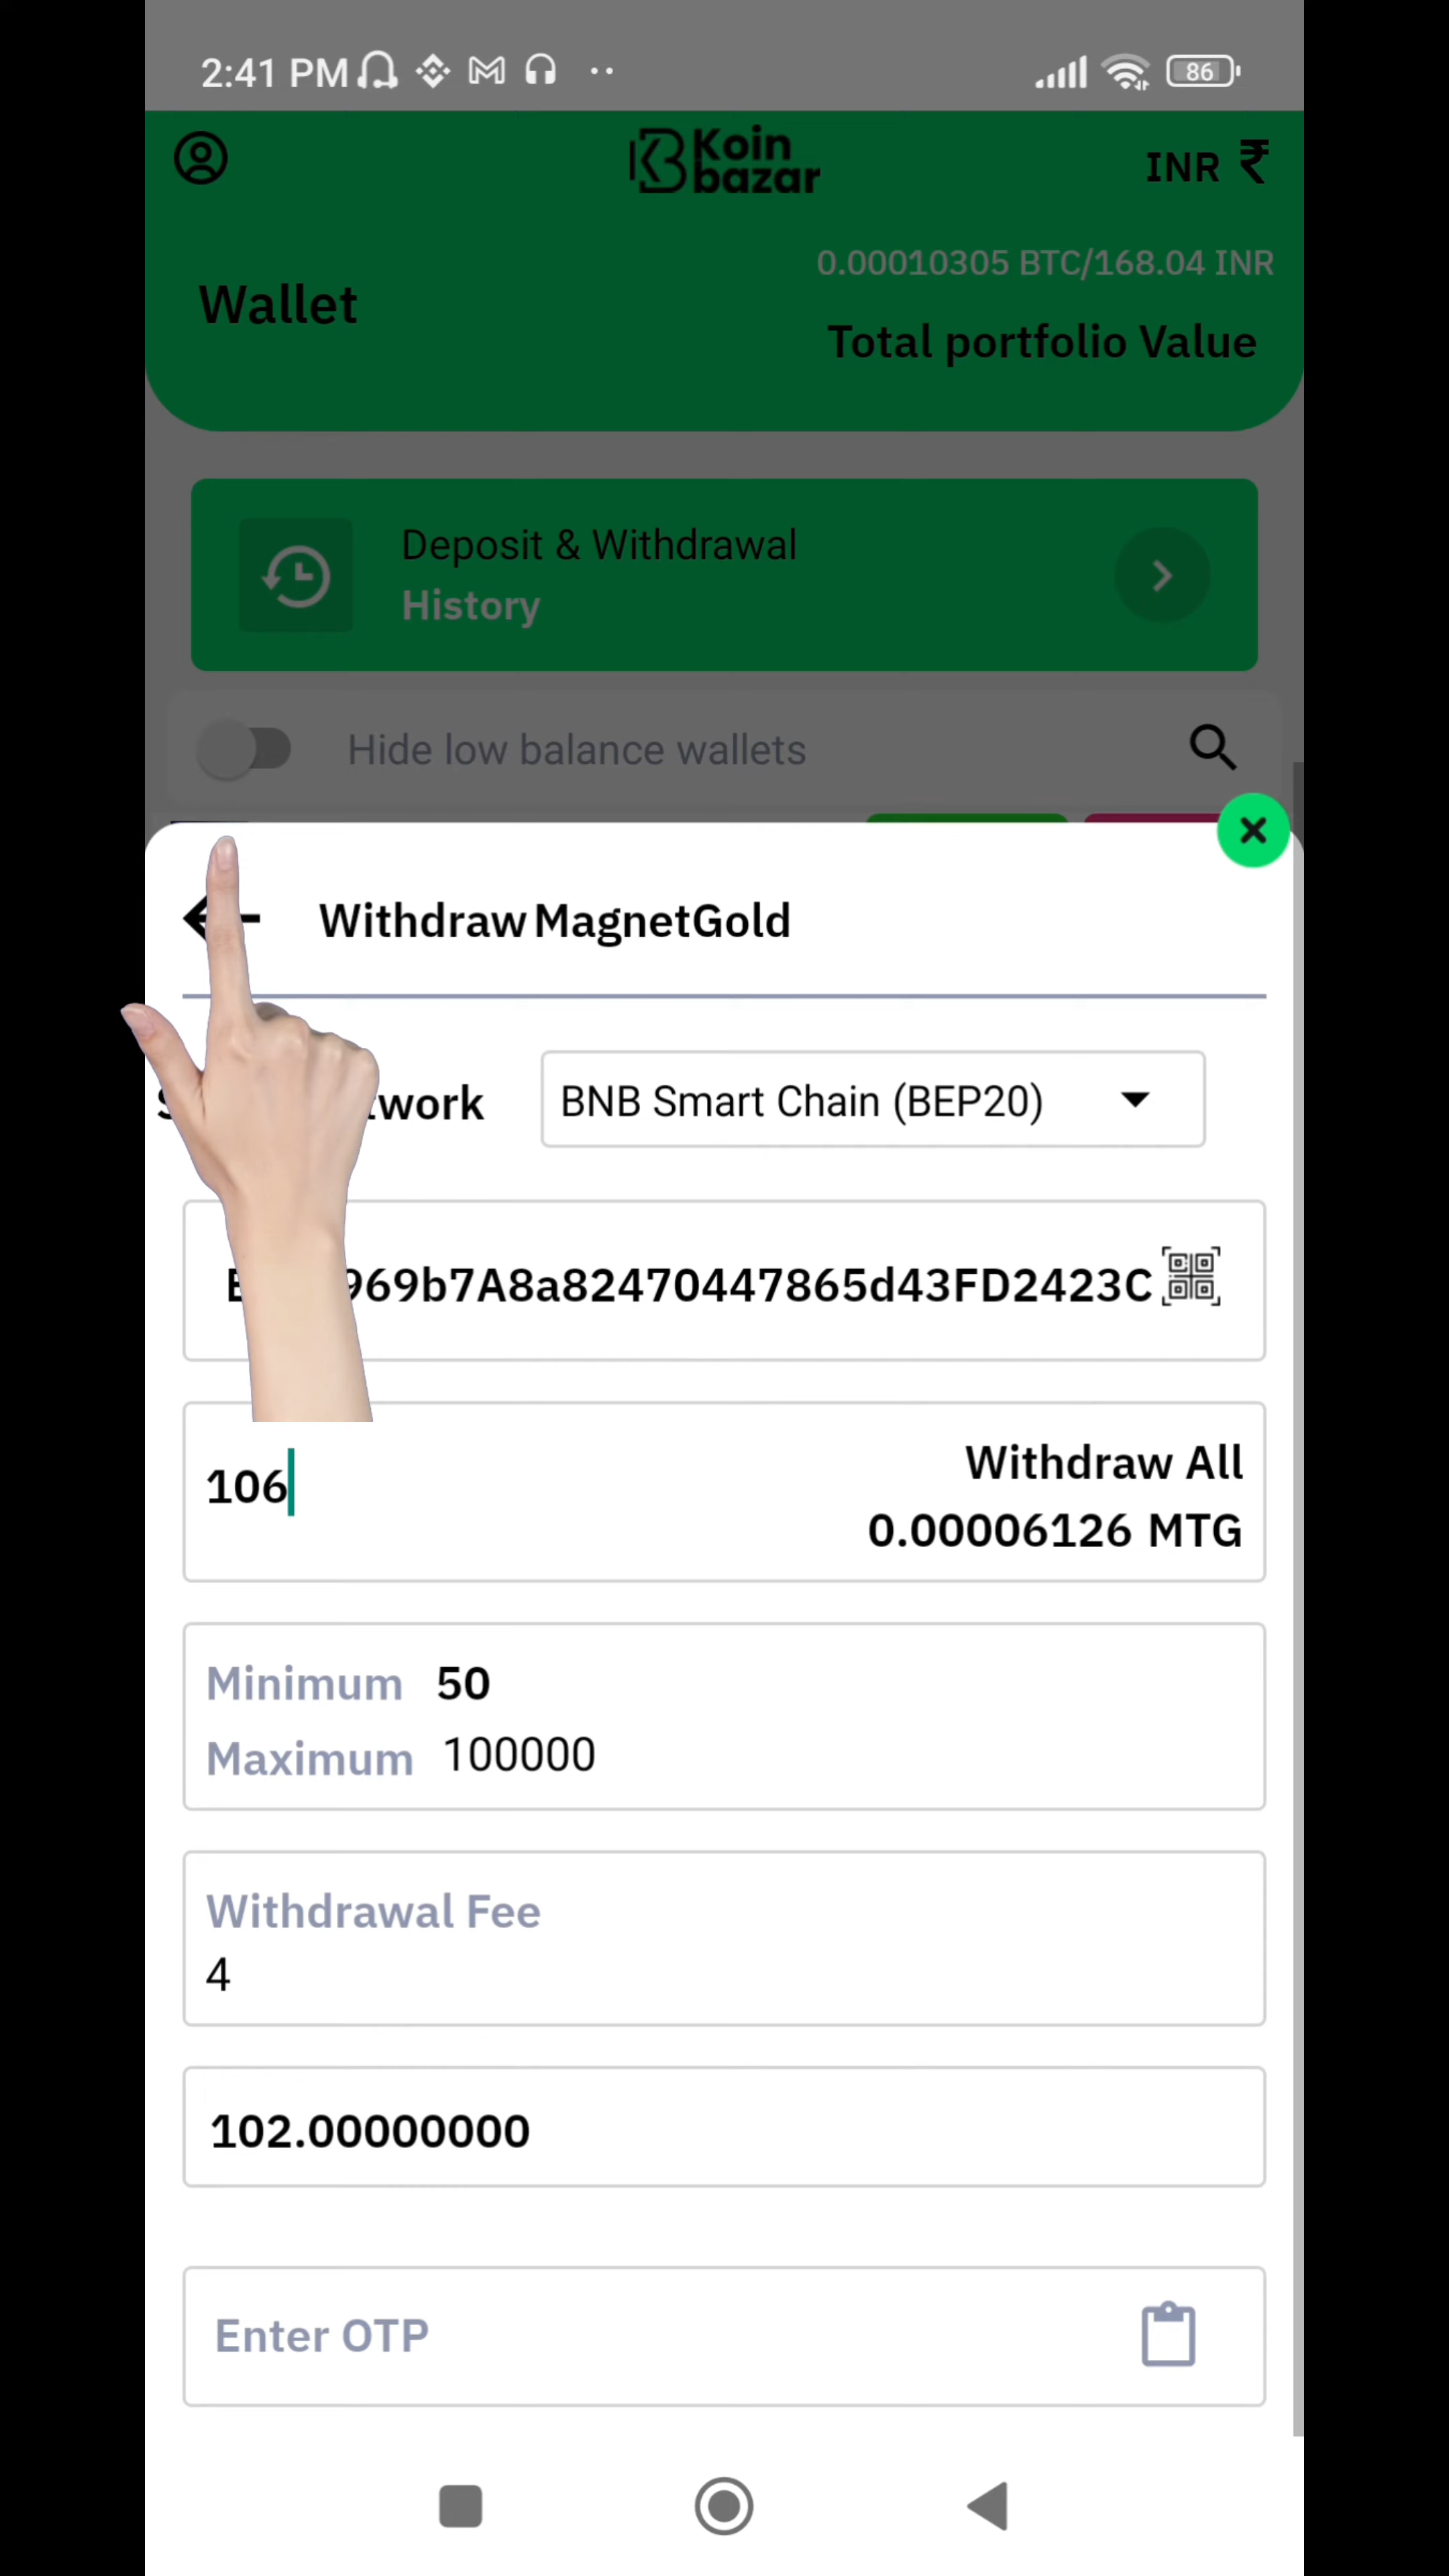 2:41 PM
86
Koin
bazar
INR ₹
0.00010305 BTC/168.04 INR
Wallet
Total portfolio Value
Deposit & Withdrawal
History
Hide low balance wallets
Withdraw MagnetGold
BNB Smart Chain (BEP20)
969b7A8a82470447865d43FD2423C
106
Withdraw All
0.00006126 MTG
Minimum 50
Maximum 100000
Withdrawal Fee
4
102.00000000
Enter OTP